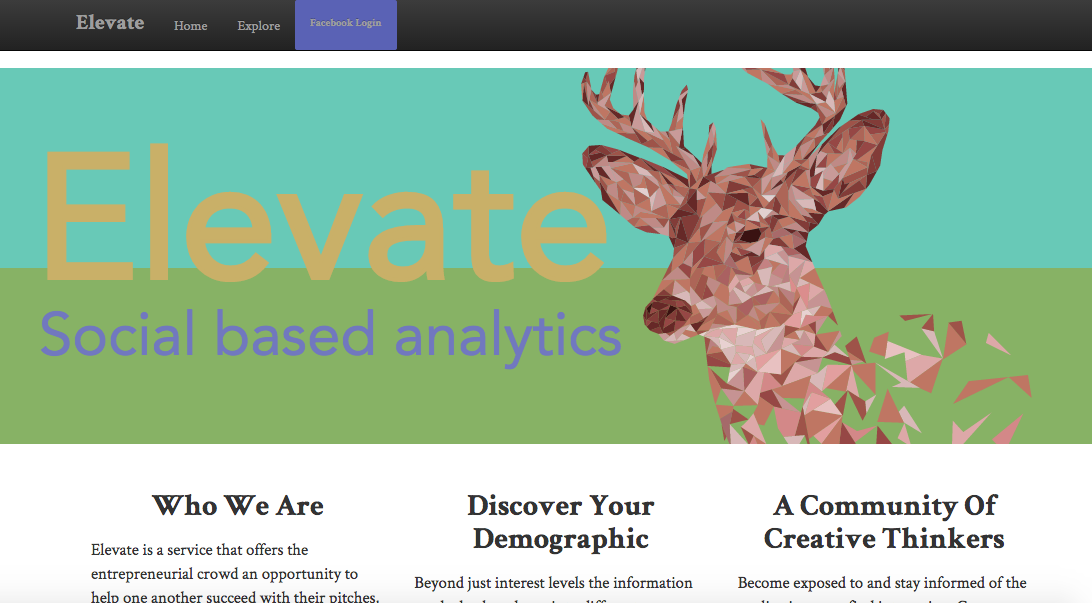 Elevate
Home
Explore
Facebook Login
Elevate
Social based analytics
Who We Are
Elevate is a service that offers the
entrepreneurial crowd an opportunity to
help one another succeed with their pitches.
Discover Your
Demographic
Beyond just interest levels the information
A Community Of
Creative Thinkers
Become exposed to and stay informed of the